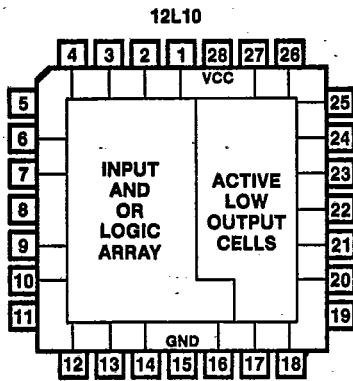 12L10
4 3 2 1 28 27 26
VCC
5 25
6 24
7 23
8 22
9 21
10 20
11 19
INPUT
AND
OR
LOGIC
ARRAY
ACTIVE
LOW
OUTPUT
CELLS
GND
12 13 14 15 16 17 18